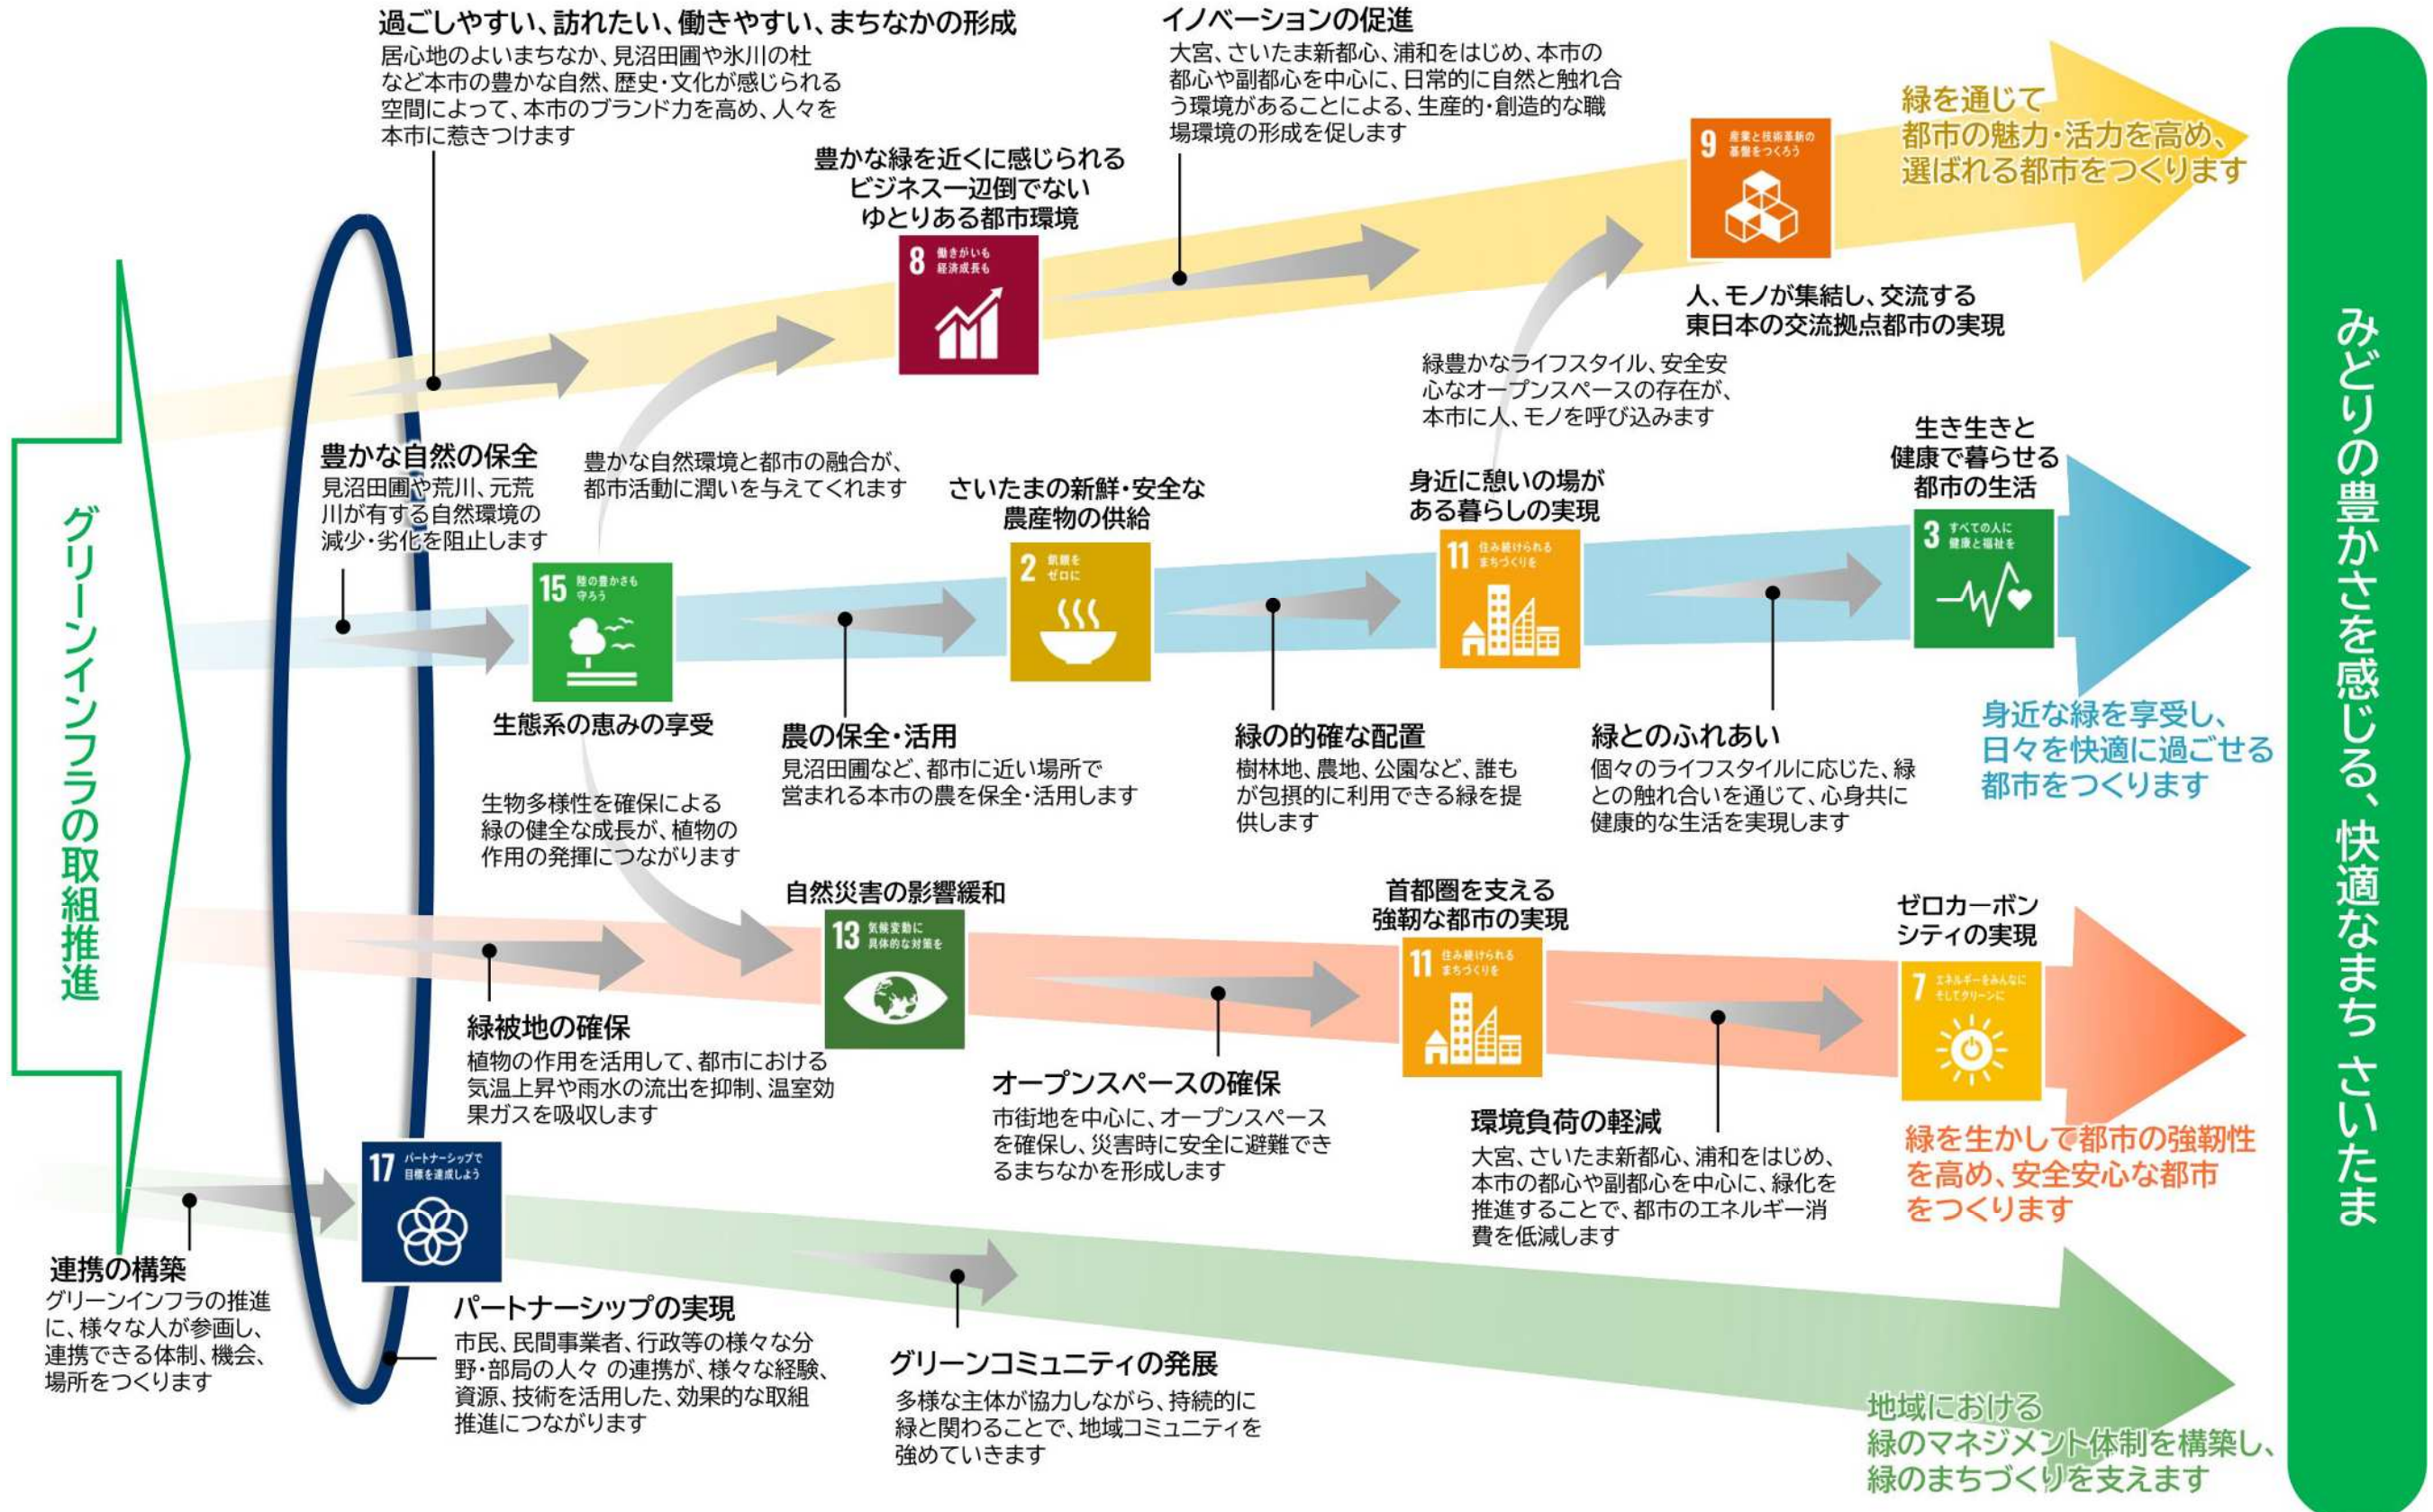 過ごしやすい、訪れたい、働きやすい、まちなかの形成
居心地のよいまちなか、見沼田圃や氷川の杜
など本市の豊かな自然、歴史・文化が感じられる
空間によって、本市のブランド力を高め、人々を
本市に惹きつけます
イノベーションの促進
大宮、さいたま新都心、浦和をはじめ、本市の
都心や副都心を中心に、日常的に自然と触れ合
う環境があることによる、生産的・創造的な職
場環境の形成を促します
豊かな緑を近くに感じられる
ビジネス一辺倒でない
ゆとりある都市環境
8 働きがいも
経済成長も
9 産業と技術革新の
基盤をつくろう
緑を通じて
都市の魅力・活力を高め、
選ばれる都市をつくります
人、モノが集結し、交流する
東日本の交流拠点都市の実現
緑豊かなライフスタイル、安全安
心なオープンスペースの存在が、
本市に人、モノを呼び込みます
グリーンインフラの取組推進
豊かな自然の保全
見沼田圃や荒川、元荒
川が有する自然環境の
減少・劣化を阻止します
豊かな自然環境と都市の融合が、
都市活動に潤いを与えてくれます
15 陸の豊かさも
守ろう
生態系の恵みの享受
さいたまの新鮮・安全な
農産物の供給
2 飢餓を
ゼロに
身近に憩いの場が
ある暮らしの実現
11 住み続けられる
まちづくりを
生き生きと
健康で暮らせる
都市の生活
3 すべての人に
健康と福祉を
農の保全・活用
見沼田圃など、都市に近い場所で
営まれる本市の農を保全・活用します
緑の的確な配置
樹林地、農地、公園など、誰も
が包摂的に利用できる緑を提
供します
緑とのふれあい
個々のライフスタイルに応じた、緑
との触れ合いを通じて、心身共に
健康的な生活を実現します
身近な緑を享受し、
日々を快適に過ごせる
都市をつくります
生物多様性を確保による
緑の健全な成長が、植物の
作用の発揮につながります
自然災害の影響緩和
13 気候変動に
具体的な対策を
首都圏を支える
強靭な都市の実現
11 住み続けられる
まちづくりを
ゼロカーボン
シティの実現
7 エネルギーをみんなに
そしてクリーンに
緑被地の確保
植物の作用を活用して、都市における
気温上昇や雨水の流出を抑制、温室効
果ガスを吸収します
オープンスペースの確保
市街地を中心に、オープンスペース
を確保し、災害時に安全に避難でき
るまちなかを形成します
環境負荷の軽減
大宮、さいたま新都心、浦和をはじめ、
本市の都心や副都心を中心に、緑化を
推進することで、都市のエネルギー消
費を低減します
緑を生かして都市の強靭性
を高め、安全安心な都市
をつくります
17 パートナーシップで
目標を達成しよう
連携の構築
グリーンインフラの推進
に、様々な人が参画し、
連携できる体制、機会、
場所をつくります
パートナーシップの実現
市民、民間事業者、行政等の様々な分
野・部局の人々 の連携が、様々な経験、
資源、技術を活用した、効果的な取組
推進につながります
グリーンコミュニティの発展
多様な主体が協力しながら、持続的に
緑と関わることで、地域コミュニティを
強めていきます
地域における
緑のマネジメント体制を構築し、
緑のまちづくりを支えます
みどりの豊かさを感じる、快適なまち さいたま